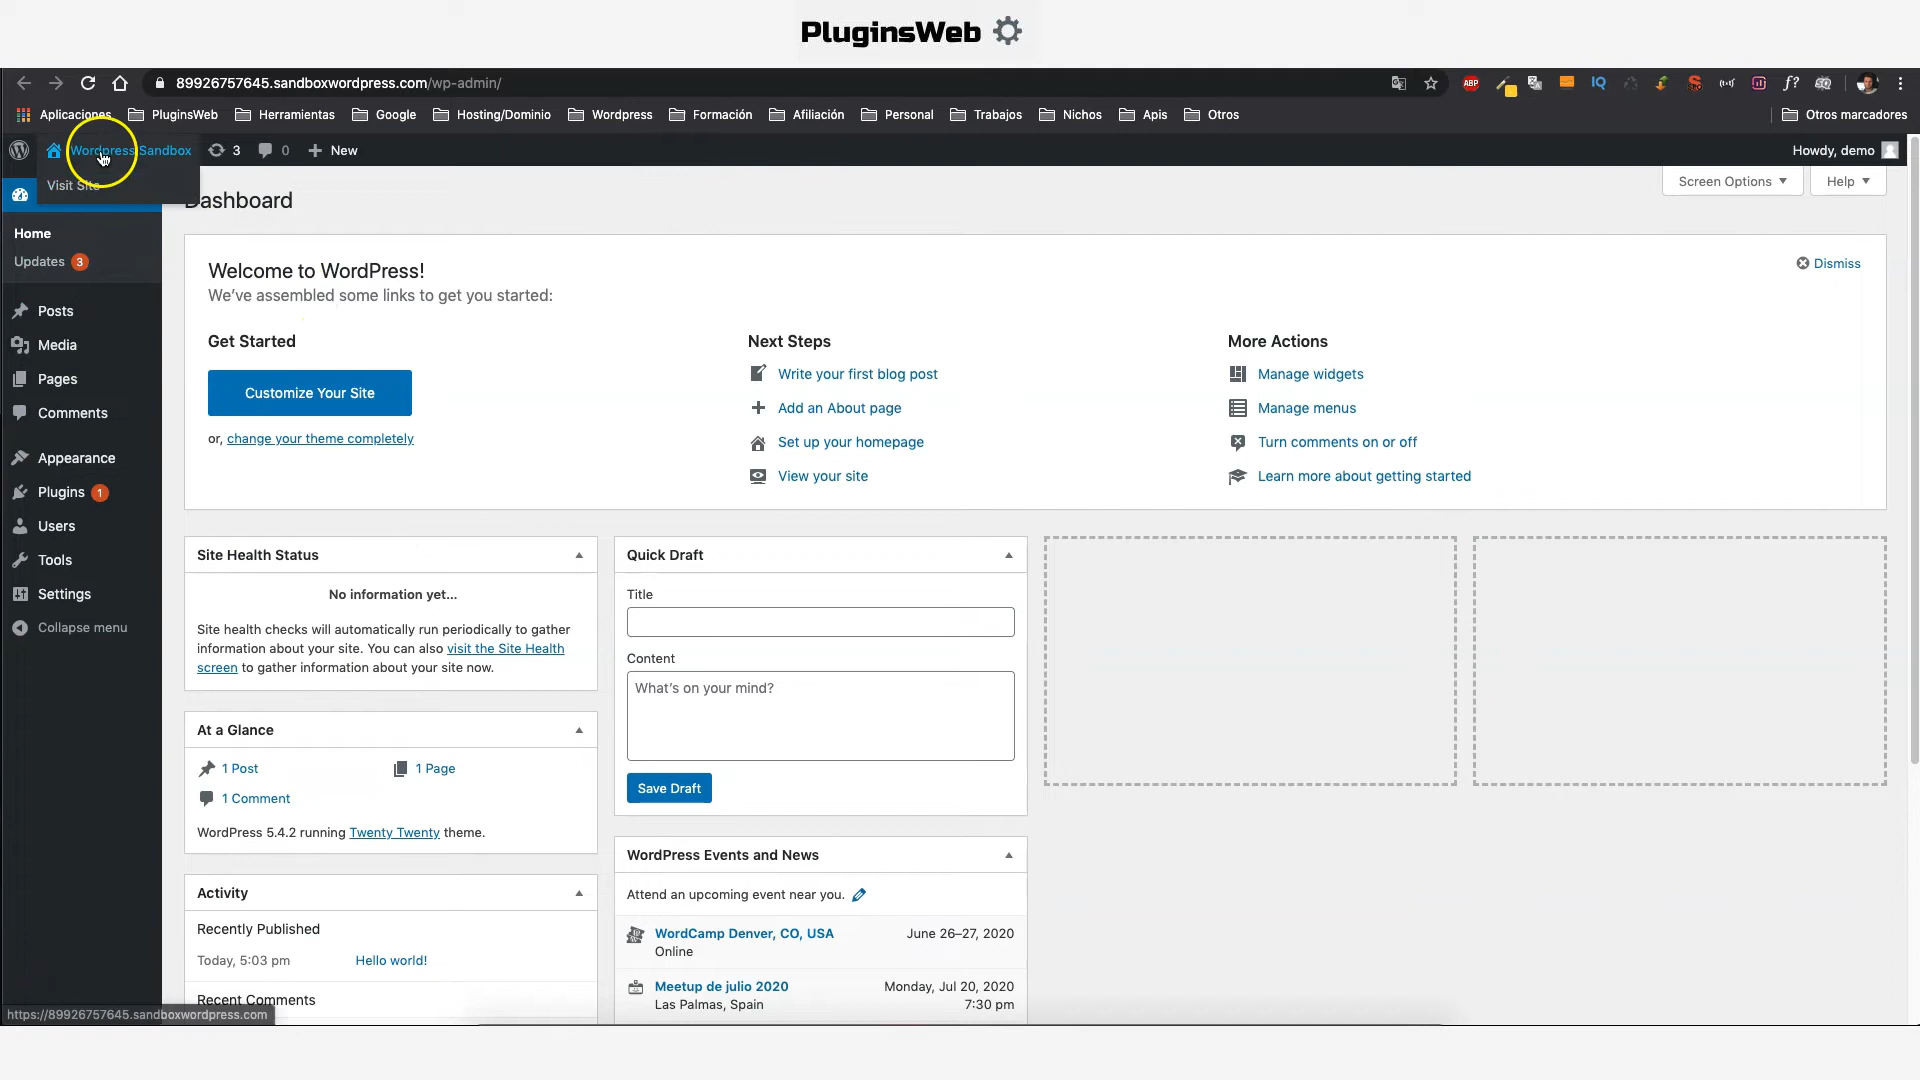 PluginsWeb
89926757645.sandboxwordpress.com/wp-admin/
ABP
IQ
f?
Aplicaciones PluginsWeb Herramientas Google Hosting/Dominio Wordpress Formación Afiliación Personal Trabajos Nichos Apis Otros Otros marcadores
Wordpress Sandbox 3 0 New Howdy, demo
Visit Site
Dashboard
Screen Options
Help
Home
Updates 3
Posts
Media
Pages
Comments
Appearance
Plugins 1
Users
Tools
Settings
Collapse menu
Welcome to WordPress!
We've assembled some links to get you started:
Dismiss
Get Started
Customize Your Site
or, change your theme completely
Next Steps
Write your first blog post
Add an About page
Set up your homepage
View your site
More Actions
Manage widgets
Manage menus
Turn comments on or off
Learn more about getting started
Site Health Status
No information yet...
Site health checks will automatically run periodically to gather
information about your site. You can also visit the Site Health
screen to gather information about your site now.
At a Glance
1 Post
1 Page
1 Comment
WordPress 5.4.2 running Twenty Twenty theme.
Activity
Recently Published
Today, 5:03 pm Hello world!
Recent Comments
Quick Draft
Title
Content
What's on your mind?
Save Draft
WordPress Events and News
Attend an upcoming event near you.
WordCamp Denver, CO, USA June 26–27, 2020
Online
Meetup de julio 2020 Monday, Jul 20, 2020
Las Palmas, Spain 7:30 pm
https://89926757645.sandboxwordpress.com